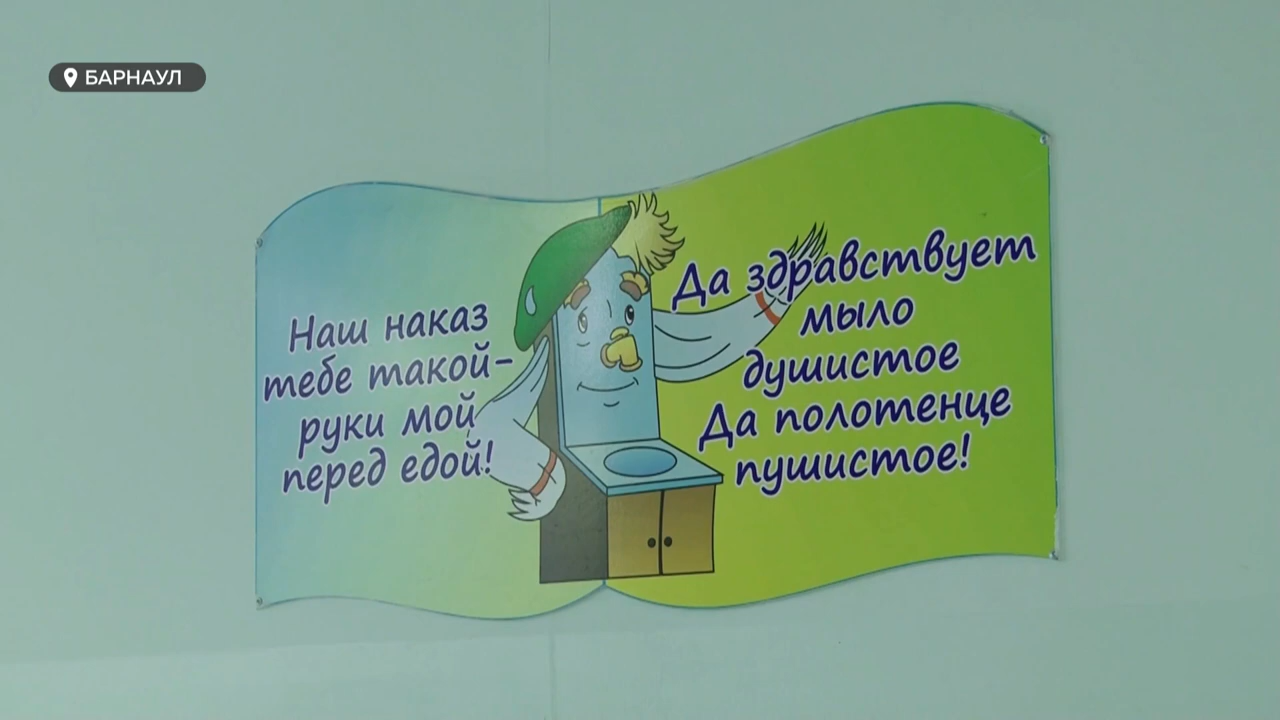 БАРНАУЛ
Наш наказ
тебе такой-
руки мой
перед едой!
Да здравствует
мыло
душистое
Да полотенце
пушистое!